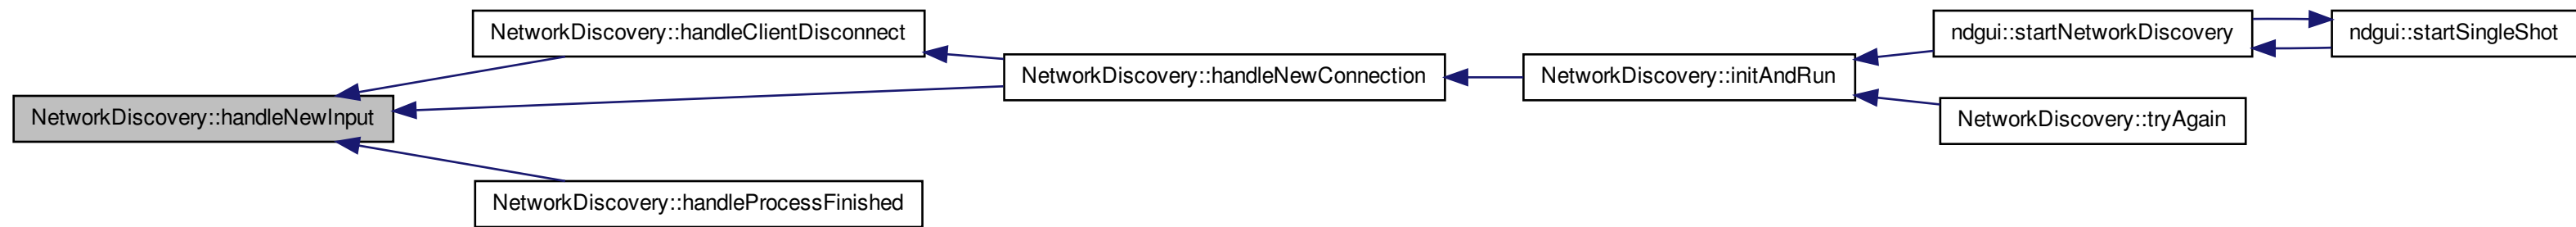 NetworkDiscovery::handleNewInput
NetworkDiscovery::handleClientDisconnect
NetworkDiscovery::handleProcessFinished
NetworkDiscovery::handleNewConnection
NetworkDiscovery::initAndRun
ndgui::startNetworkDiscovery
NetworkDiscovery::tryAgain
ndgui::startSingleShot